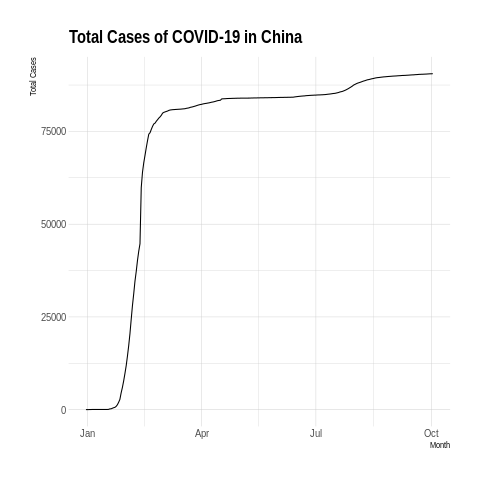 Total Cases of COVID-19 in China
Total Cases
75000
50000
25000
0
Jan Apr Jul Oct
Month